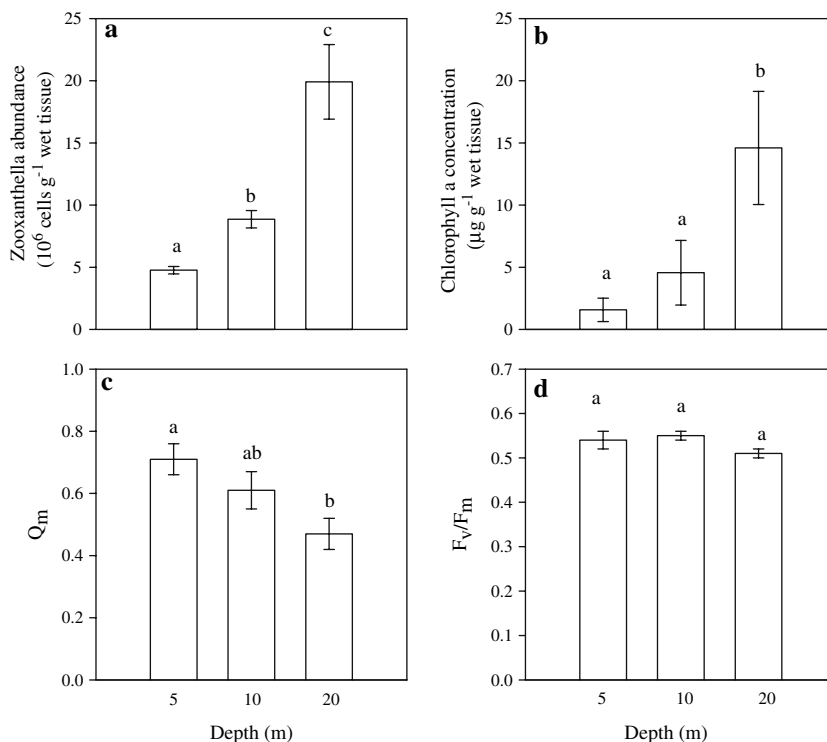 a
Zooxanthella abundance
(10⁶ cells g⁻¹ wet tissue)
25
20
15
10
5
0
a
b
c
b
Chlorophyll a concentration
(μg g⁻¹ wet tissue)
25
20
15
10
5
0
a
a
b
c
Qm
1.0
0.8
0.6
0.4
0.2
0.0
a
ab
b
5 10 20
Depth (m)
d
Fv/Fm
0.7
0.6
0.5
0.4
0.3
0.2
0.1
0.0
a
a
a
5 10 20
Depth (m)